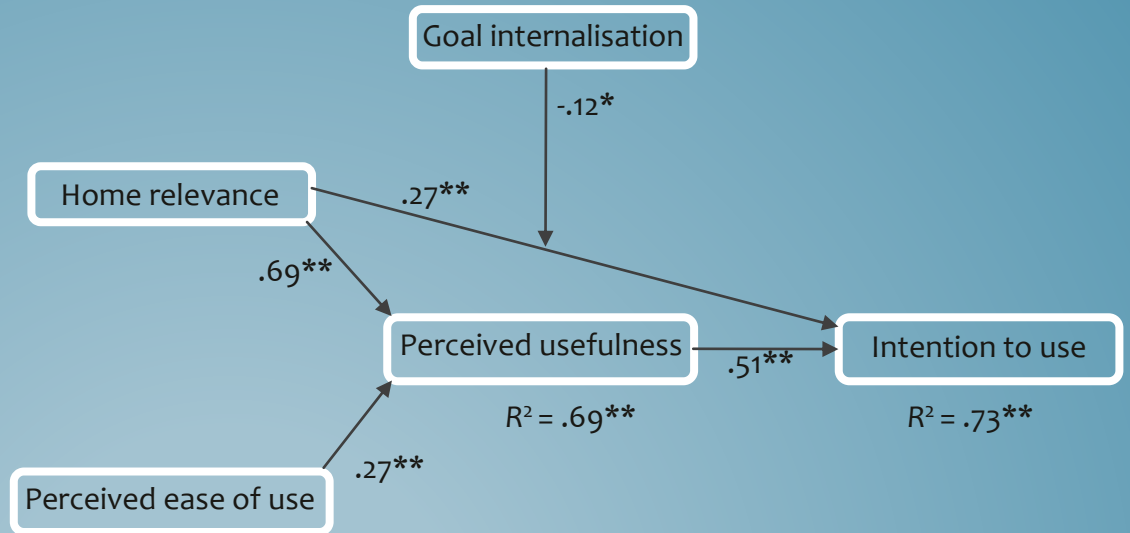 Goal internalisation
-.12*
Home relevance
.27**
.69**
Perceived usefulness
.51**
Intention to use
R² = .69**
R² = .73**
.27**
Perceived ease of use